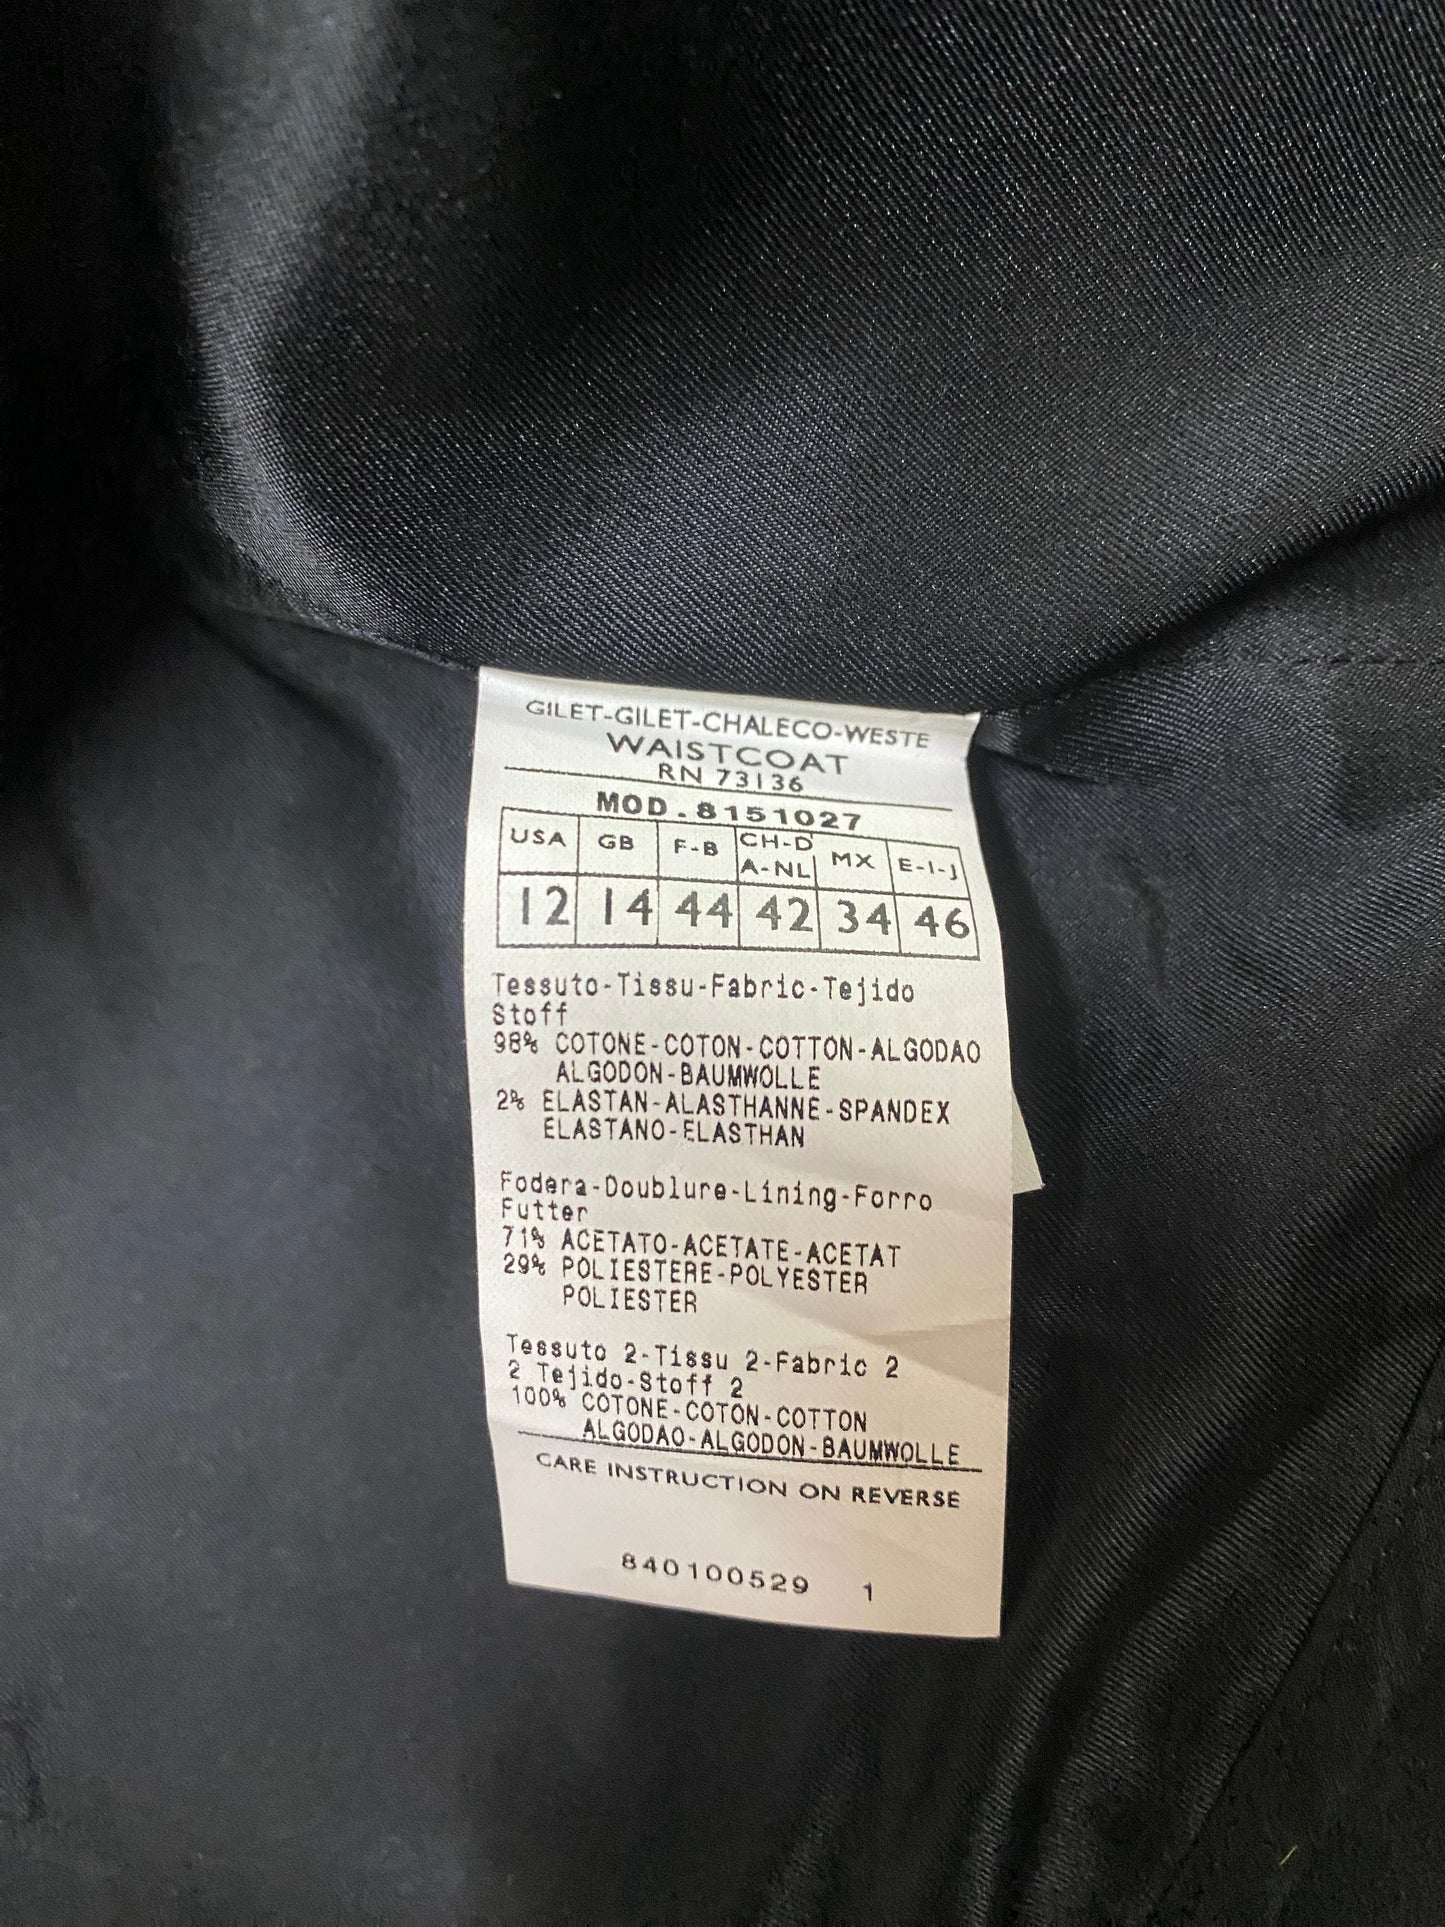 GILET-GILET-CHALECO-WESTE
WAISTCOAT
RN 73136
MOD.8151027
USA GB F-B CH-D A-NL MX E-I-J
12 14 44 42 34 46
Tessuto-Tissu-Fabric-Tejido
Stoff
98% COTONE-COTON-COTTON-ALGODAO
ALGODON-BAUMWOLLE
2% ELASTAN-ALASTHANNE-SPANDEX
ELASTANO-ELASTHAN
Fodera-Doublure-Lining-Forro
Futter
71% ACETATO-ACETATE-ACETAT
29% POLIESTERE-POLYESTER
POLIESTER
Tessuto 2-Tissu 2-Fabric 2
2 Tejido-Stoff 2
100% COTONE-COTON-COTTON
ALGODAO-ALGODON-BAUMWOLLE
CARE INSTRUCTION ON REVERSE
840100529 1